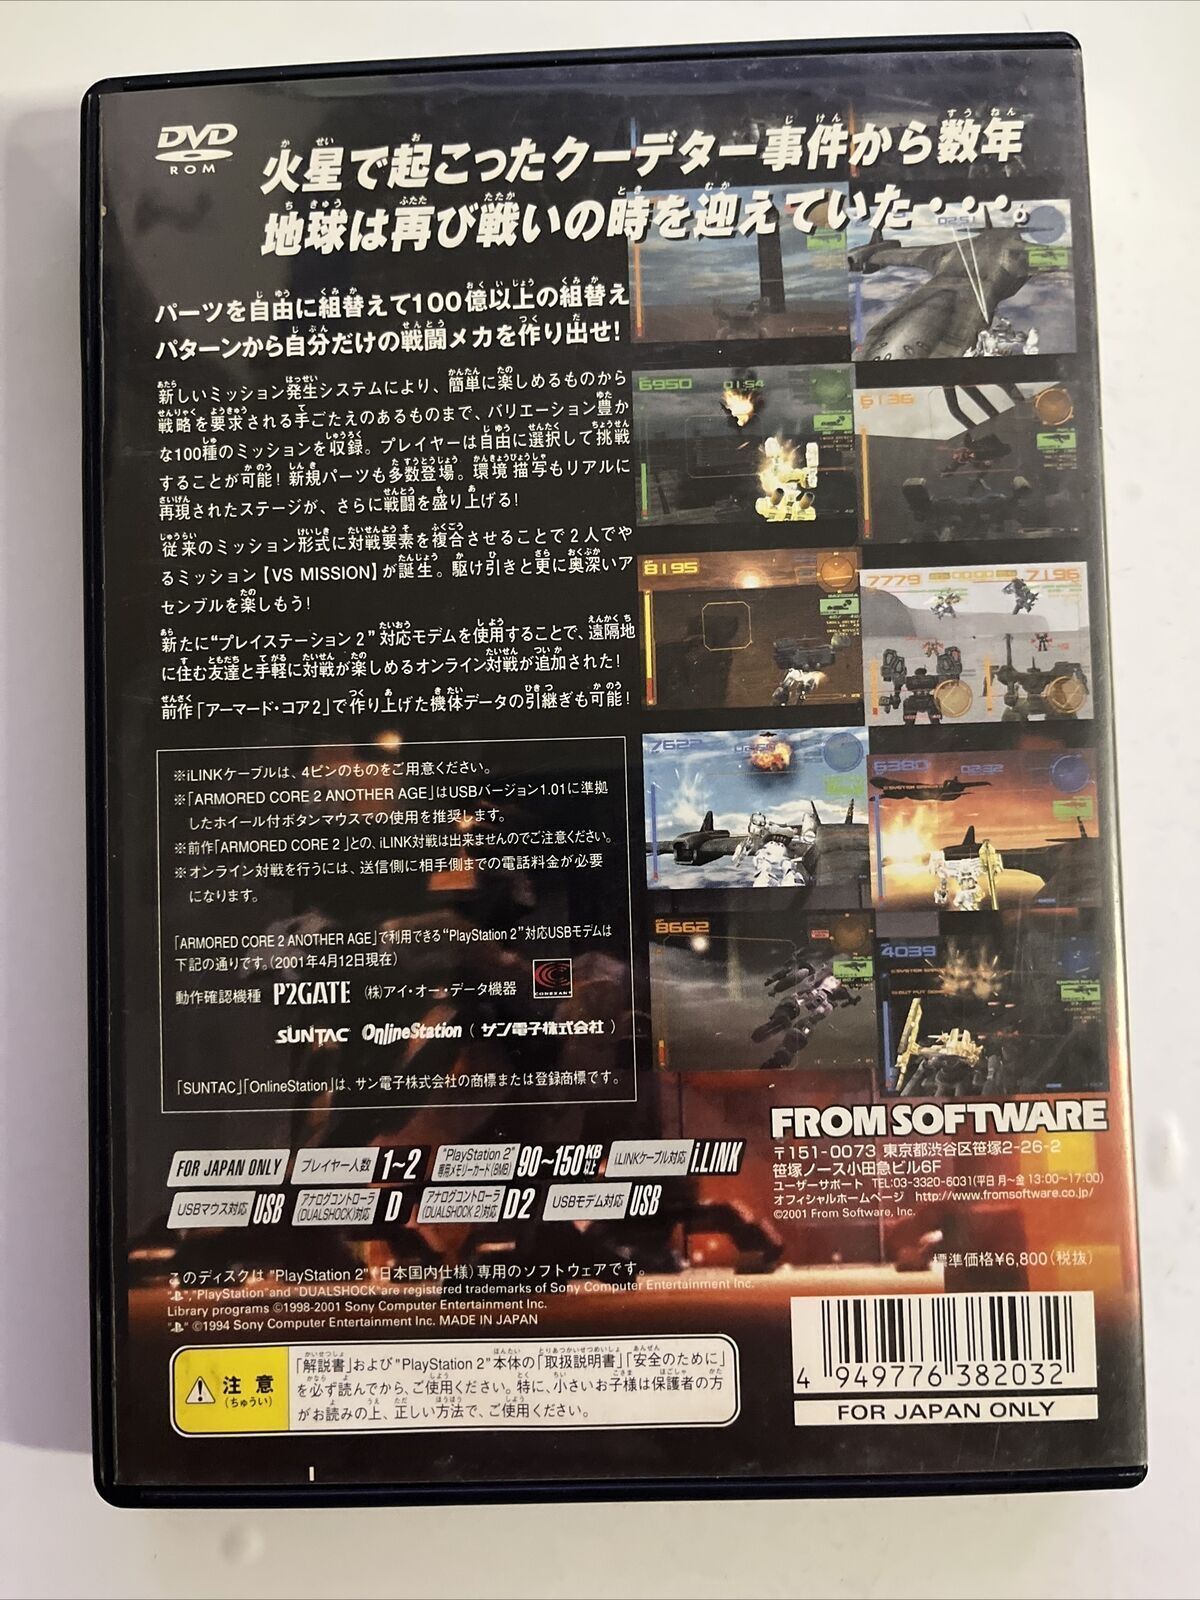 DVD
ROM
火星で起こったクーデター事件から数年
地球は再び戦いの時を迎えていた・・・。
パーツを自由に組替えて100億以上の組替え
パターンから自分だけの戦闘メカを作り出せ!
新しいミッション発生システムにより、簡単に楽しめるものから
戦略を要求される手ごたえのあるものまで、バリエーション豊か
な100種のミッションを収録。プレイヤーは自由に選択して挑戦
することが可能! 新規パーツも多数登場。環境描写もリアルに
再現されたステージが、さらに戦闘を盛り上げる!
従来のミッション形式に対戦要素を複合させることで2人でや
るミッション【VS MISSION】が誕生。駆け引きと更に奥深いア
センブルを楽しもう!
新たに"プレイステーション 2" 対応モデムを使用することで、遠隔地
に住む友達と手軽に対戦が楽しめるオンライン対戦が追加された!
前作「アーマード・コア2」で作り上げた機体データの引継ぎも可能!
02:51
6950 01:54
6136
8195
7779 7196
7622
6380 02:32
8662
4039
※iLINKケーブルは、4ピンのものをご用意ください。
※「ARMORED CORE 2 ANOTHER AGE」はUSBバージョン1.01に準拠
したホイール付ボタンマウスでの使用を推奨します。
※前作「ARMORED CORE 2 」との、iLINK対戦は出来ませんのでご注意ください。
※オンライン対戦を行うには、送信側に相手側までの電話料金が必要
になります。
「ARMORED CORE 2 ANOTHER AGE」で利用できる"PlayStation 2"対応USBモデムは
下記の通りです。(2001年4月12日現在)
動作確認機種 P2GATE (株)アイ・オー・データ機器 CONEXANT
SUNTAC OnlineStation ( サン電子株式会社 )
「SUNTAC」「OnlineStation」は、サン電子株式会社の商標または登録商標です。
FROM SOFTWARE
〒151-0073 東京都渋谷区笹塚2-26-2
笹塚ノース小田急ビル6F
ユーザーサポート TEL:03-3320-6031(平日 月~金 13:00~17:00)
オフィシャルホームページ http://www.fromsoftware.co.jp/
©2001 From Software, Inc.
FOR JAPAN ONLY プレイヤー人数 1~2 "PlayStation 2"専用メモリーカード(8MB) 90~150KB以上 i.LINKケーブル対応 i.LINK
USBマウス対応 USB アナログコントローラ(DUALSHOCK)対応 D アナログコントローラ(DUALSHOCK 2)対応 D2 USBモデム対応 USB
標準価格¥6,800(税抜)
このディスクは "PlayStation 2" (日本国内仕様) 専用のソフトウェアです。
" ","PlayStation"and "DUALSHOCK"are registered trademarks of Sony Computer Entertainment Inc.
Library programs ©1998-2001 Sony Computer Entertainment Inc.
" " ©1994 Sony Computer Entertainment Inc. MADE IN JAPAN
注意
(ちゅうい)
「解説書」および"PlayStation 2"本体の「取扱説明書」「安全のために」
を必ず読んでから、ご使用ください。特に、小さいお子様は保護者の方
がお読みの上、正しい方法で、ご使用ください。
4 949776 382032
FOR JAPAN ONLY